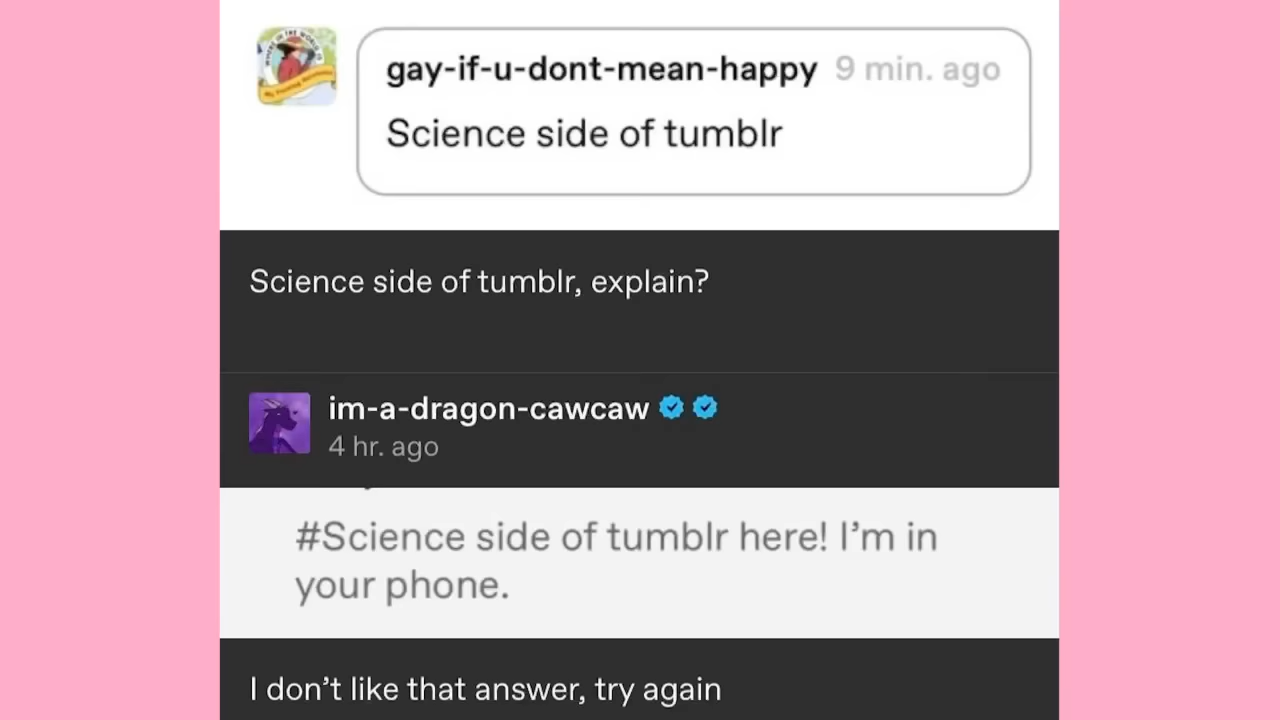 gay-if-u-dont-mean-happy 9 min. ago
Science side of tumblr
Science side of tumblr, explain?
im-a-dragon-cawcaw
4 hr. ago
#Science side of tumblr here! I’m in
your phone.
I don’t like that answer, try again